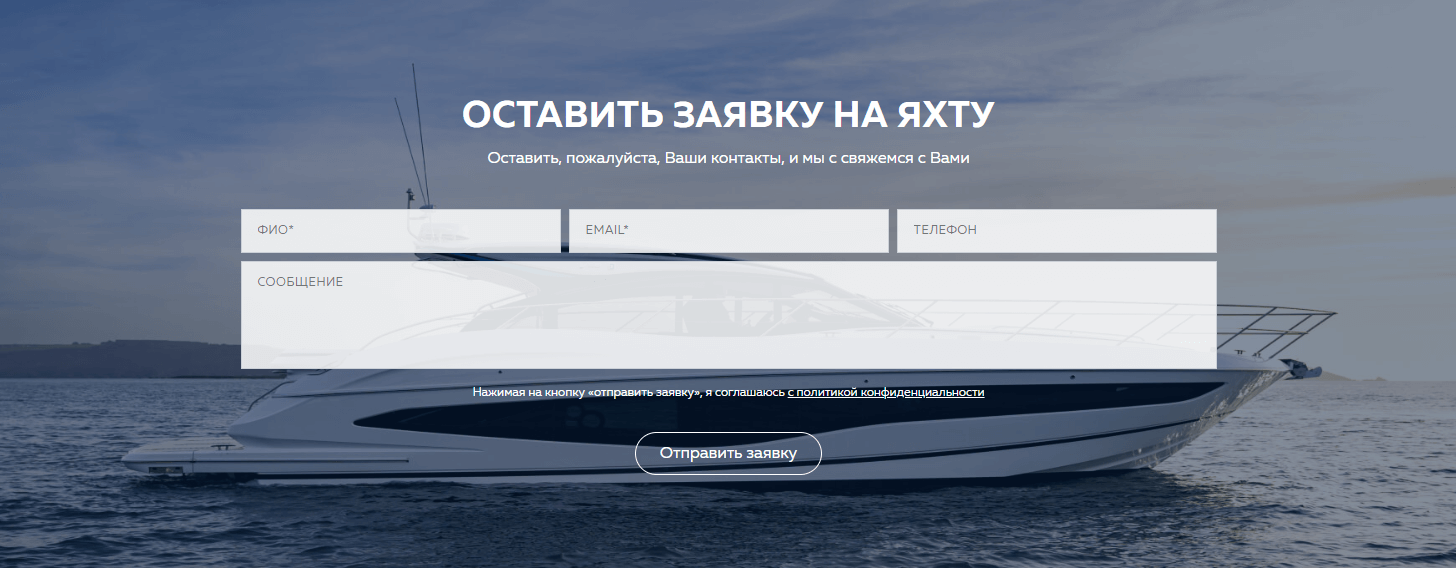 ОСТАВИТЬ ЗАЯВКУ НА ЯХТУ
Оставить, пожалуйста, Ваши контакты, и мы с свяжемся с Вами
ФИО* EMAIL* ТЕЛЕФОН
СООБЩЕНИЕ
Нажимая на кнопку «отправить заявку», я соглашаюсь с политикой конфиденциальности
Отправить заявку